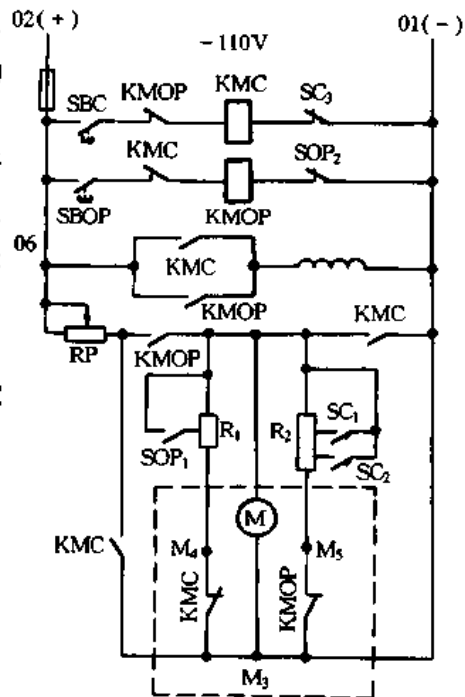 02(+)
01(-)
-110V
SBC
KMOP
KMC
SC₃
KMC
SOP₂
SBOP
KMOP
06
KMC
KMOP
RP
KMOP
KMC
SOP₁
R₁
R₂
SC₁
SC₂
M
M₄
M₅
KMC
KMC
KMOP
M₃